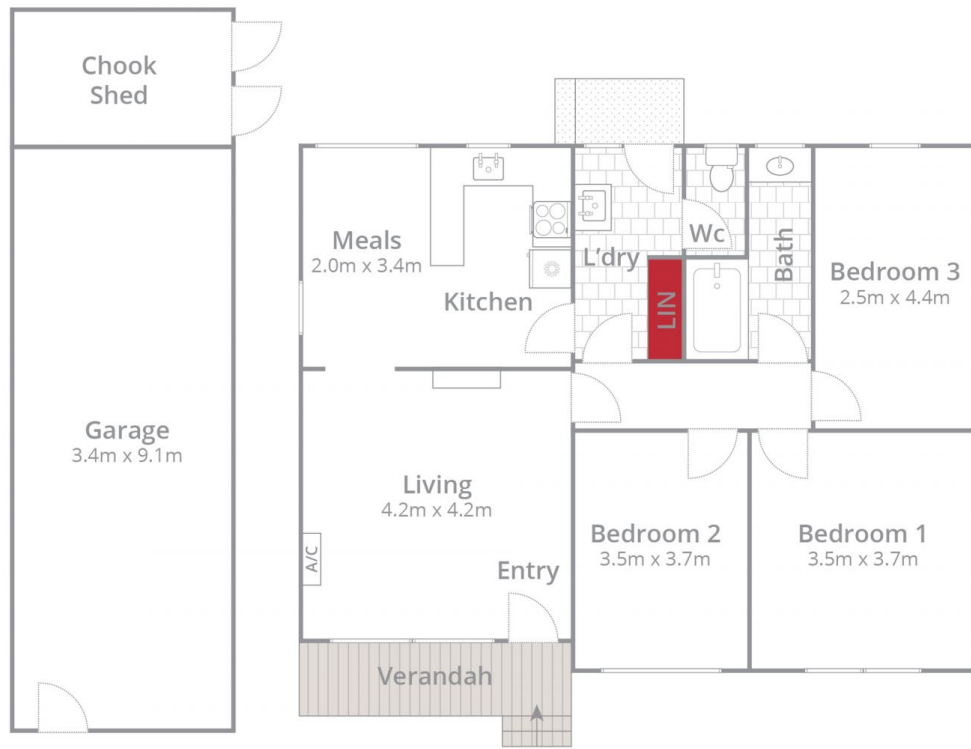 Chook
Shed
Garage
3.4m x 9.1m
Meals
2.0m x 3.4m
Kitchen
L'dry
LIN
Wc
Bath
Bedroom 3
2.5m x 4.4m
Living
4.2m x 4.2m
A/C
Entry
Bedroom 2
3.5m x 3.7m
Bedroom 1
3.5m x 3.7m
Verandah